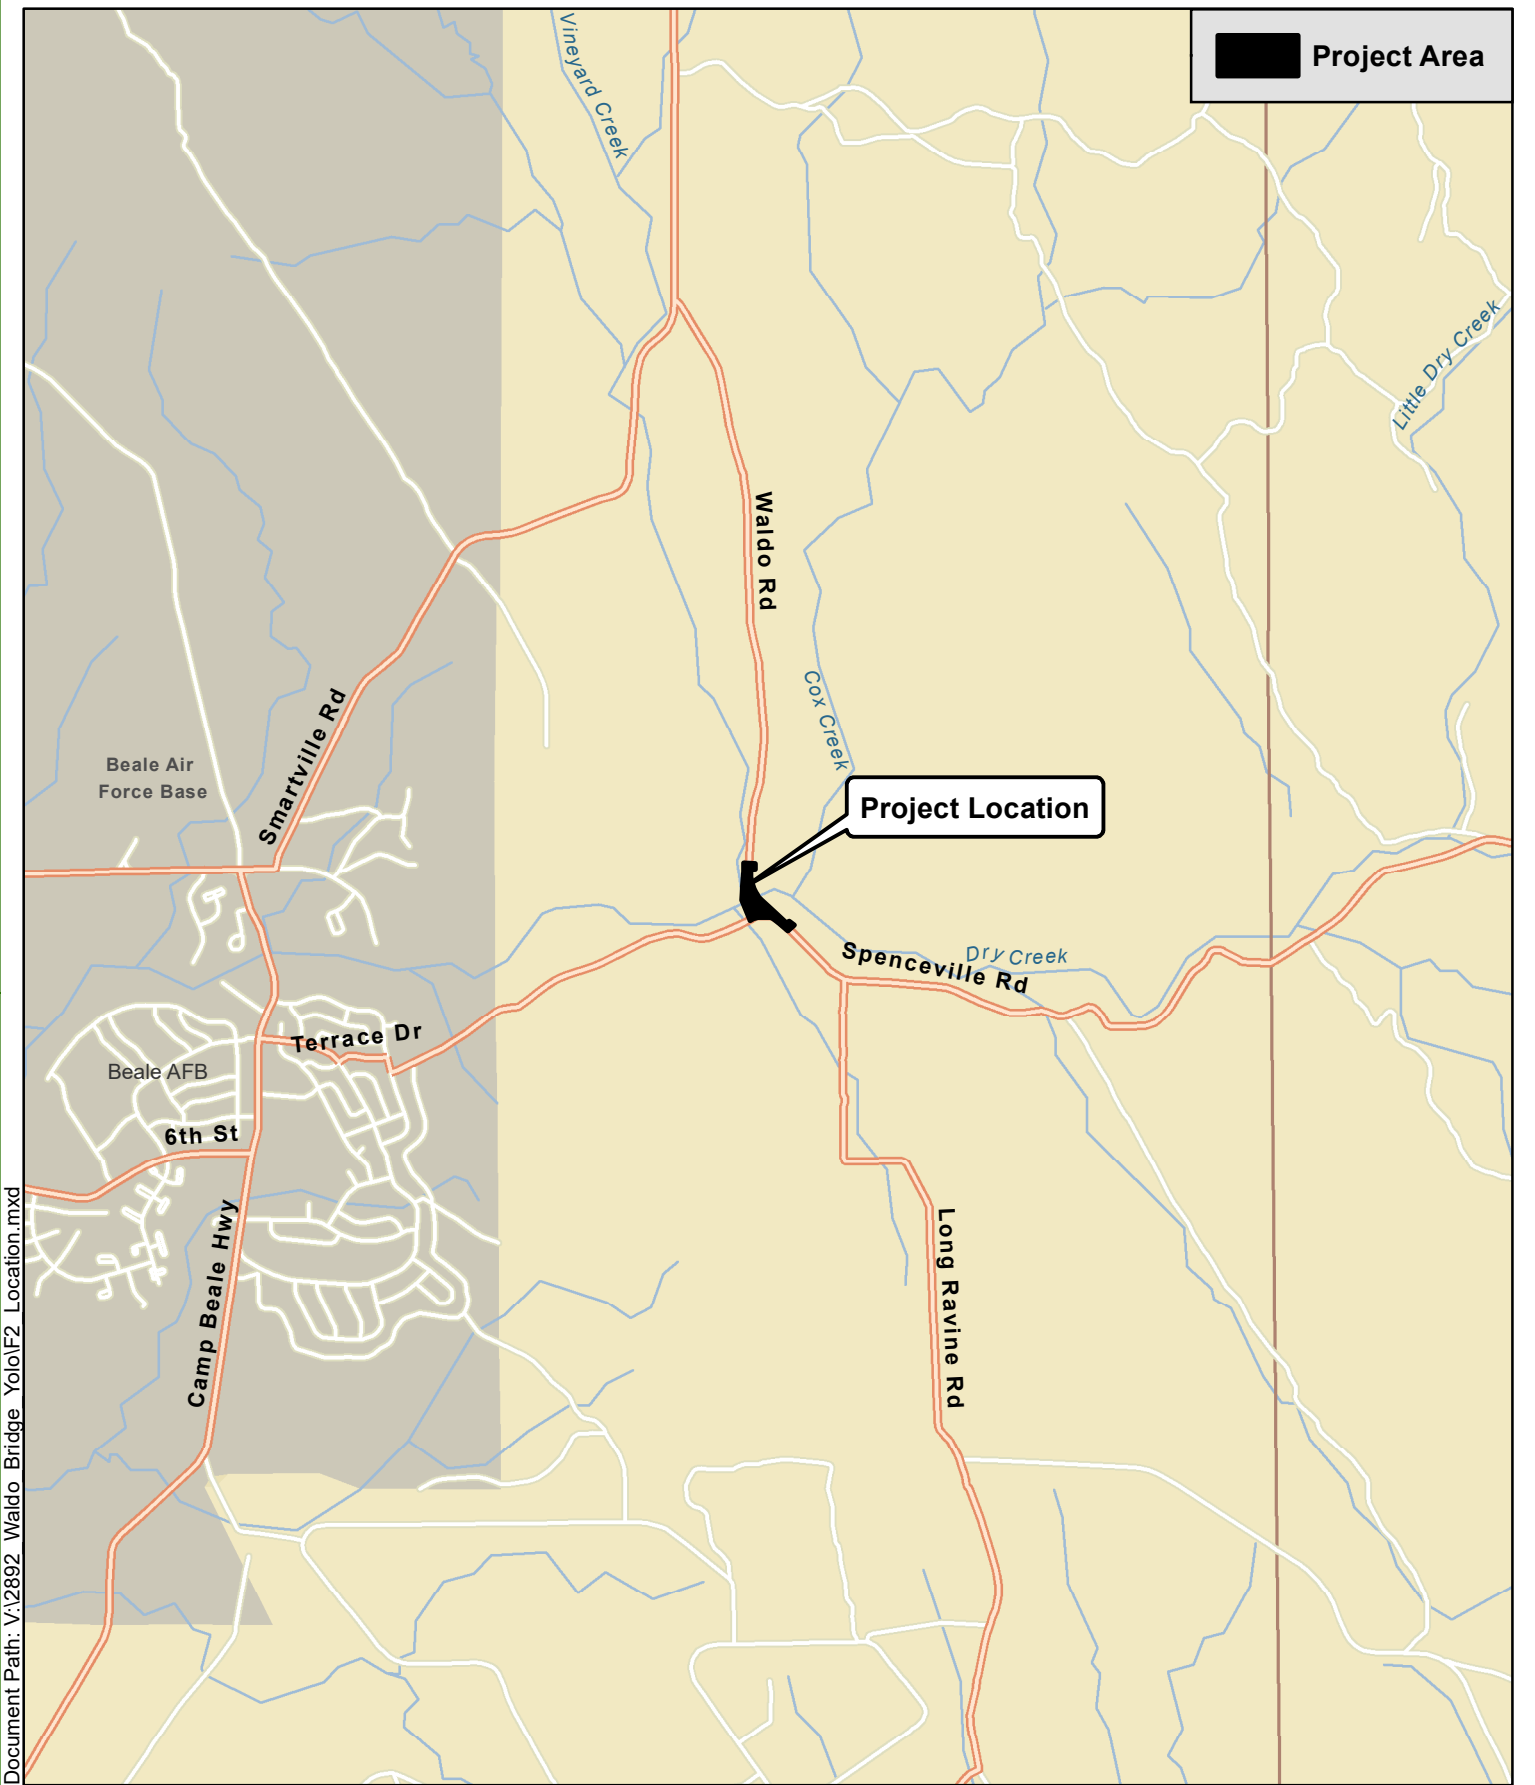 Project Area
Vineyard Creek
Little Dry Creek
Waldo Rd
Cox Creek
Smartville Rd
Beale Air
Force Base
Project Location
Spenceville Rd
Dry Creek
Terrace Dr
Beale AFB
6th St
Camp Beale Hwy
Long Ravine Rd
Document Path: V:\2892_Waldo_Bridge_Yolo\F2_Location.mxd